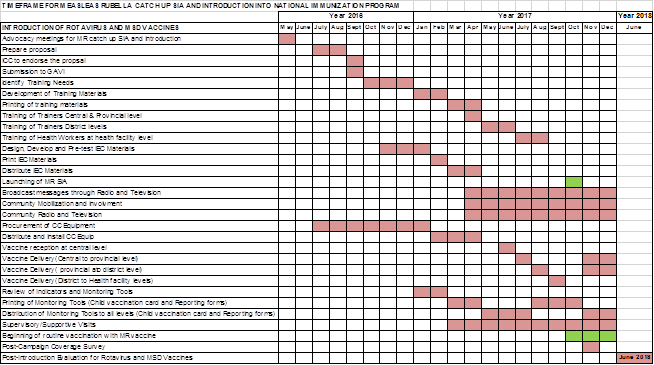 TIMEFRAME FORM EASLEAS RUBELLA CATCH UP SIA AND INTRODUCTION INTO NATIONAL IMMUNIZATION PROGRAM
Year 2016 Year 2017 Year 2018
INTRODUCTION OF ROTAVIRUS AND MSD VACCINES May June July Aug Sept Oct Nov Dec Jan Feb Mar Apr May June July Aug Sept Oct Nov Dec June
Advocacy meetings for MR catch up SIA and introduction
Prepare proposal
ICC to endorse the propsal
Submission to GAVI
Identify Training Needs
Development of Training Materials
Printing of training materials
Training of Trainers Central & Provincial level
Training of Trainers District levels
Training of Health Workers at health facility level
Design, Develop and Pre-test IEC Materials
Print IEC Materials
Distribute IEC Materials
Launching of MR SIA
Broadcast messages through Radio and Television
Community Mobilization and Involvment
Community Radio and Television
Procurement of CC Equipment
Distribute and Install CC Equip
Vaccine reception at central level
Vaccine Delivery (Central to provincial level)
Vaccine Delivery ( provincial alto district level)
Vaccine Delivery (District to Health facility levels)
Review of Indicators and Monitoring Tools
Printing of Monitoring Tools (Child vaccination card and Reporting forms)
Distribution of Monitoring Tools to all levels (Child vaccination card and Reporting forms)
Supervisory/Supportive Visits
Beginning of routine vaccination with MR vaccine
Post-Campaign Coverage Survey
Post-Introduction Evaluation for Rotavirus and MSD Vaccines June 2018